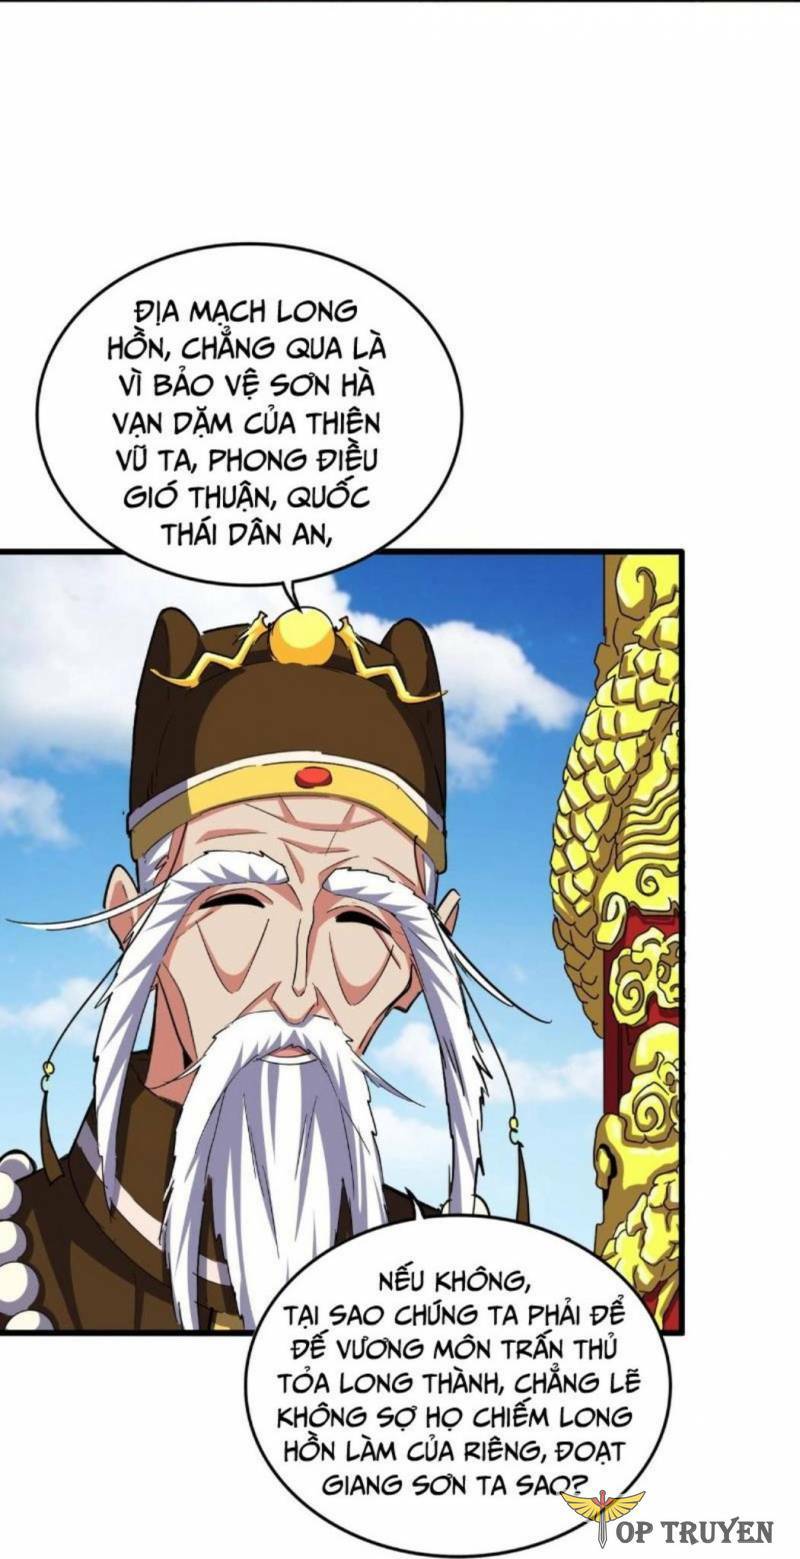 ĐỊA MẠCH LONG
HỒN, CHẲNG QUA LÀ
VÌ BẢO VỆ SƠN HÀ
VẠN DẶM CỦA THIÊN
VŨ TA, PHONG ĐIỀU
GIÓ THUẬN, QUỐC
THÁI DÂN AN,
NẾU KHÔNG,
TẠI SAO CHÚNG TA PHẢI ĐỂ
ĐẾ VƯƠNG MÔN TRẤN THỦ
TỎA LONG THÀNH, CHẲNG LẼ
KHÔNG SỢ HỌ CHIẾM LONG
HỒN LÀM CỦA RIÊNG, ĐOẠT
GIANG SƠN TA SAO?
TOP TRUYEN